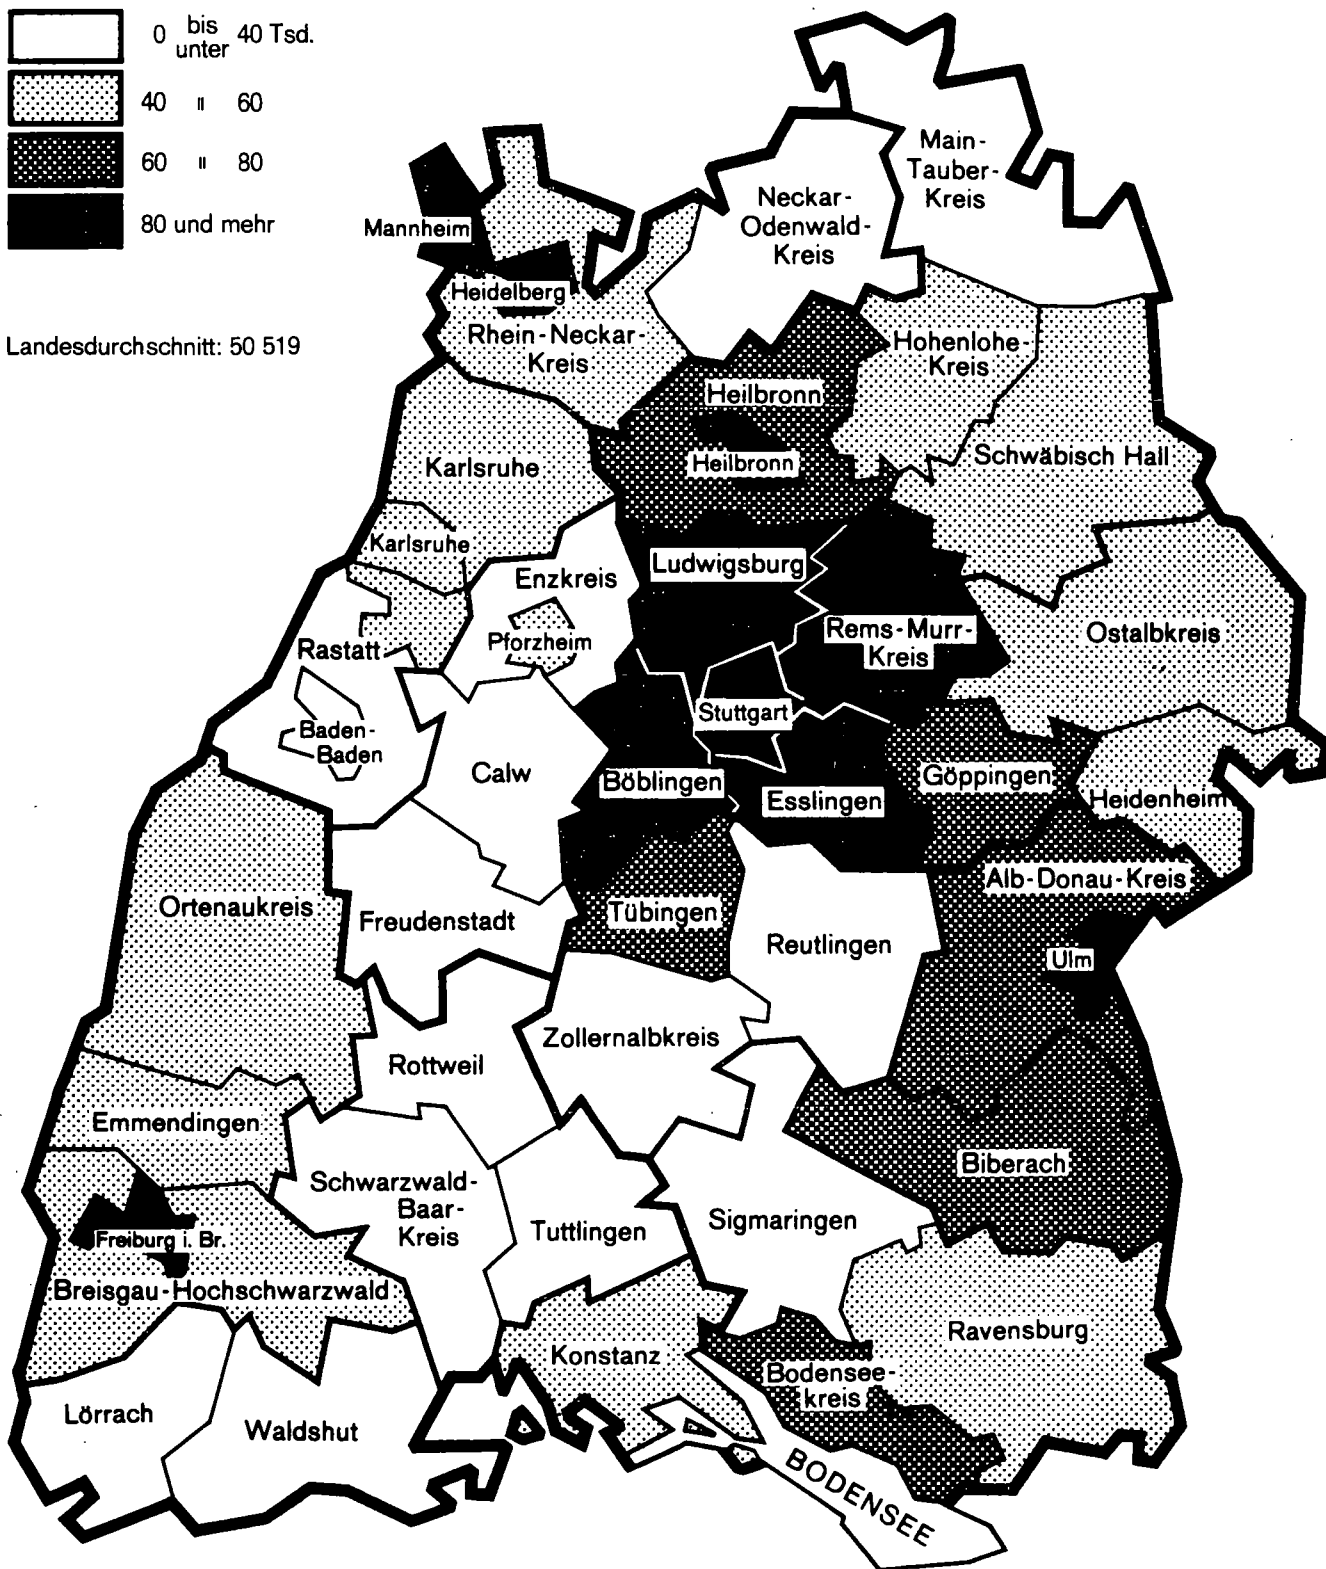 0 bis unter 40 Tsd.
40 " 60
60 " 80
80 und mehr
Landesdurchschnitt: 50 519
Main-
Tauber-
Kreis
Neckar-
Odenwald-
Kreis
Mannheim
Heidelberg
Rhein-Neckar-
Kreis
Hohenlohe-
Kreis
Heilbronn
Heilbronn
Schwäbisch Hall
Karlsruhe
Karlsruhe
Ludwigsburg
Enzkreis
Pforzheim
Rems-Murr-
Kreis
Ostalbkreis
Rastatt
Stuttgart
Baden-
Baden
Calw
Böblingen
Esslingen
Göppingen
Heidenheim
Alb-Donau-Kreis
Ortenaukreis
Freudenstadt
Tübingen
Reutlingen
Ulm
Zollernalbkreis
Rottweil
Emmendingen
Biberach
Schwarzwald-
Baar-
Kreis
Tuttlingen
Sigmaringen
Freiburg i. Br.
Breisgau-Hochschwarzwald
Ravensburg
Konstanz
Bodensee-
kreis
Lörrach
Waldshut
BODENSEE